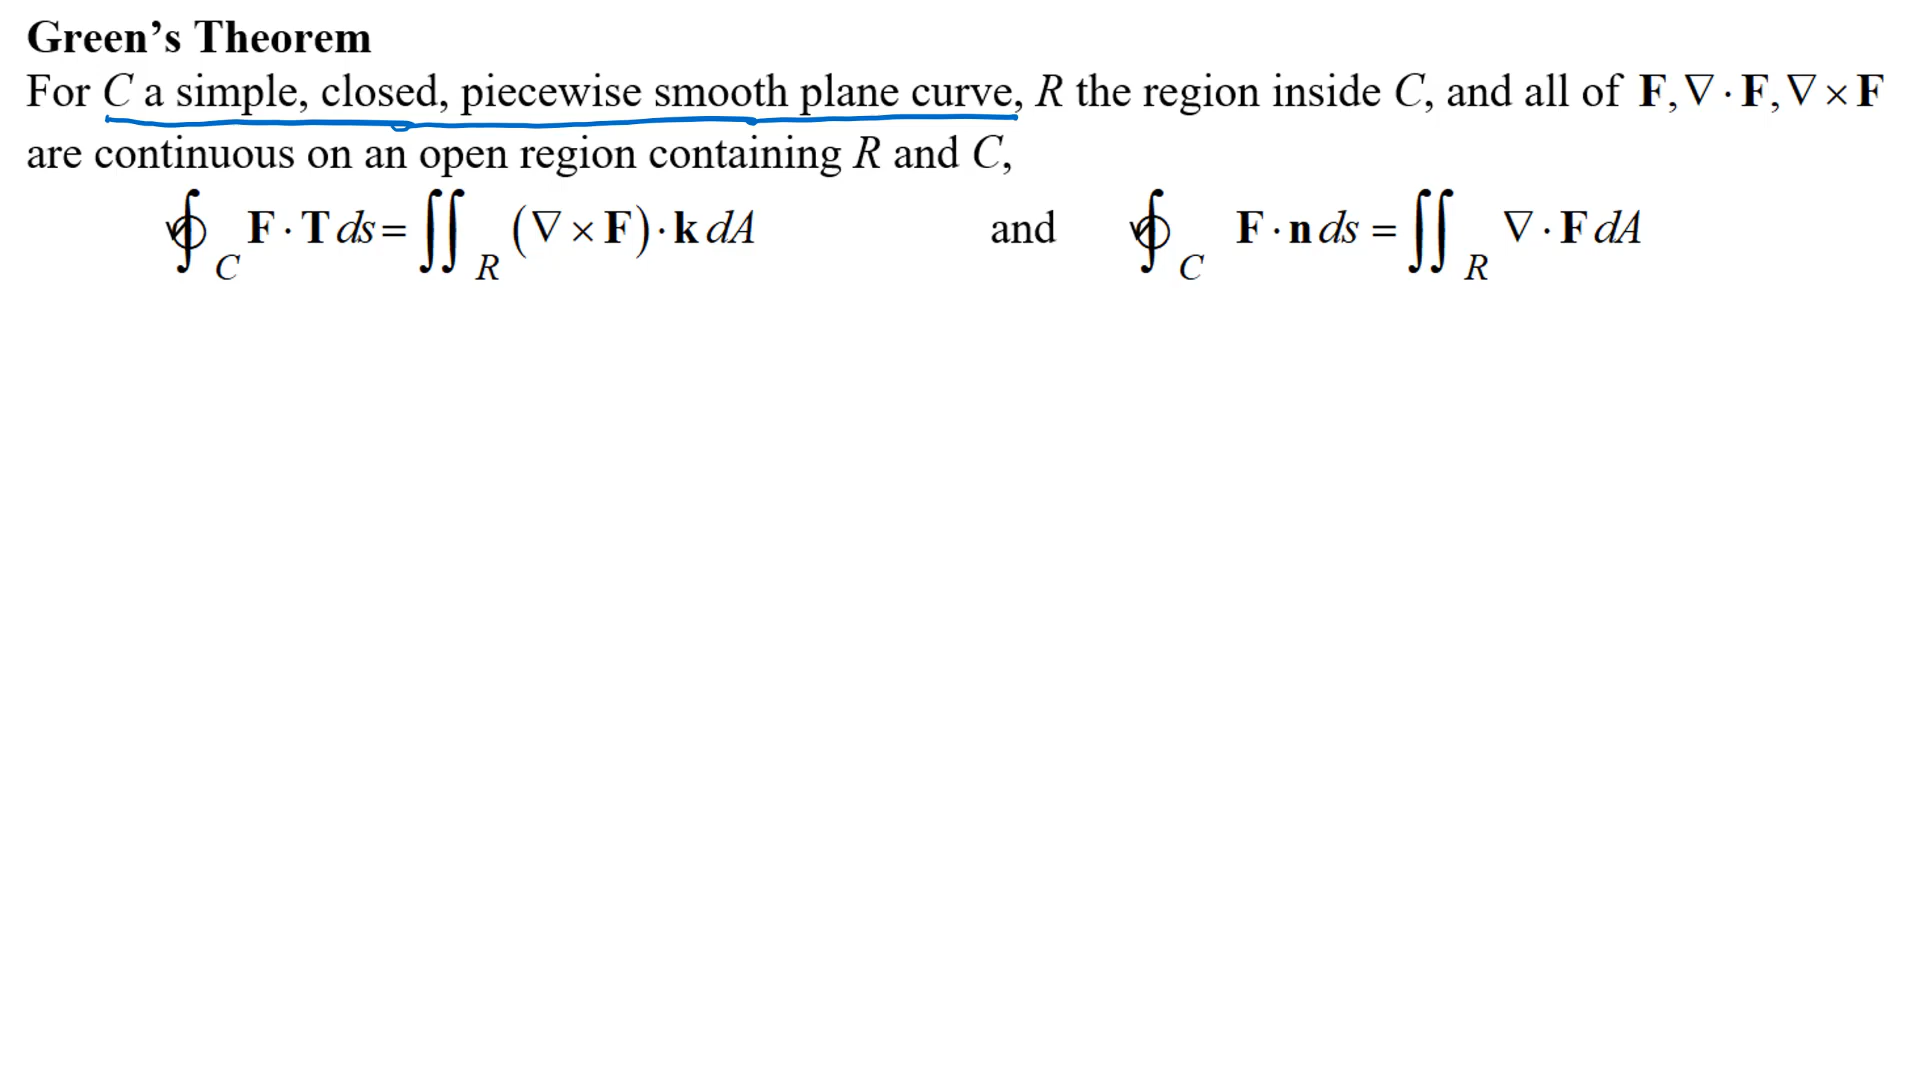 Green’s Theorem
For C a simple, closed, piecewise smooth plane curve, R the region inside C, and all of F, ∇ · F, ∇ × F
are continuous on an open region containing R and C,
∮_C F · T ds = ∬_R (∇ × F) · k dA and ∮_C F · n ds = ∬_R ∇ · F dA